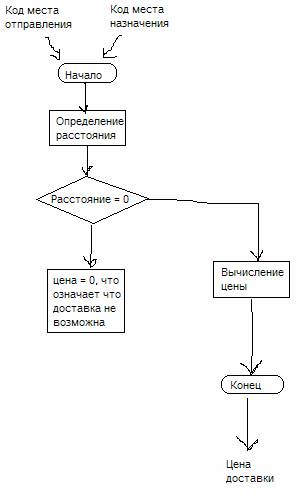 Код места
отправления
Код места
назначения
Начало
Определение
расстояния
Расстояние = 0
цена = 0, что
означает что
доставка не
возможна
Вычисление
цены
Конец
Цена
доставки